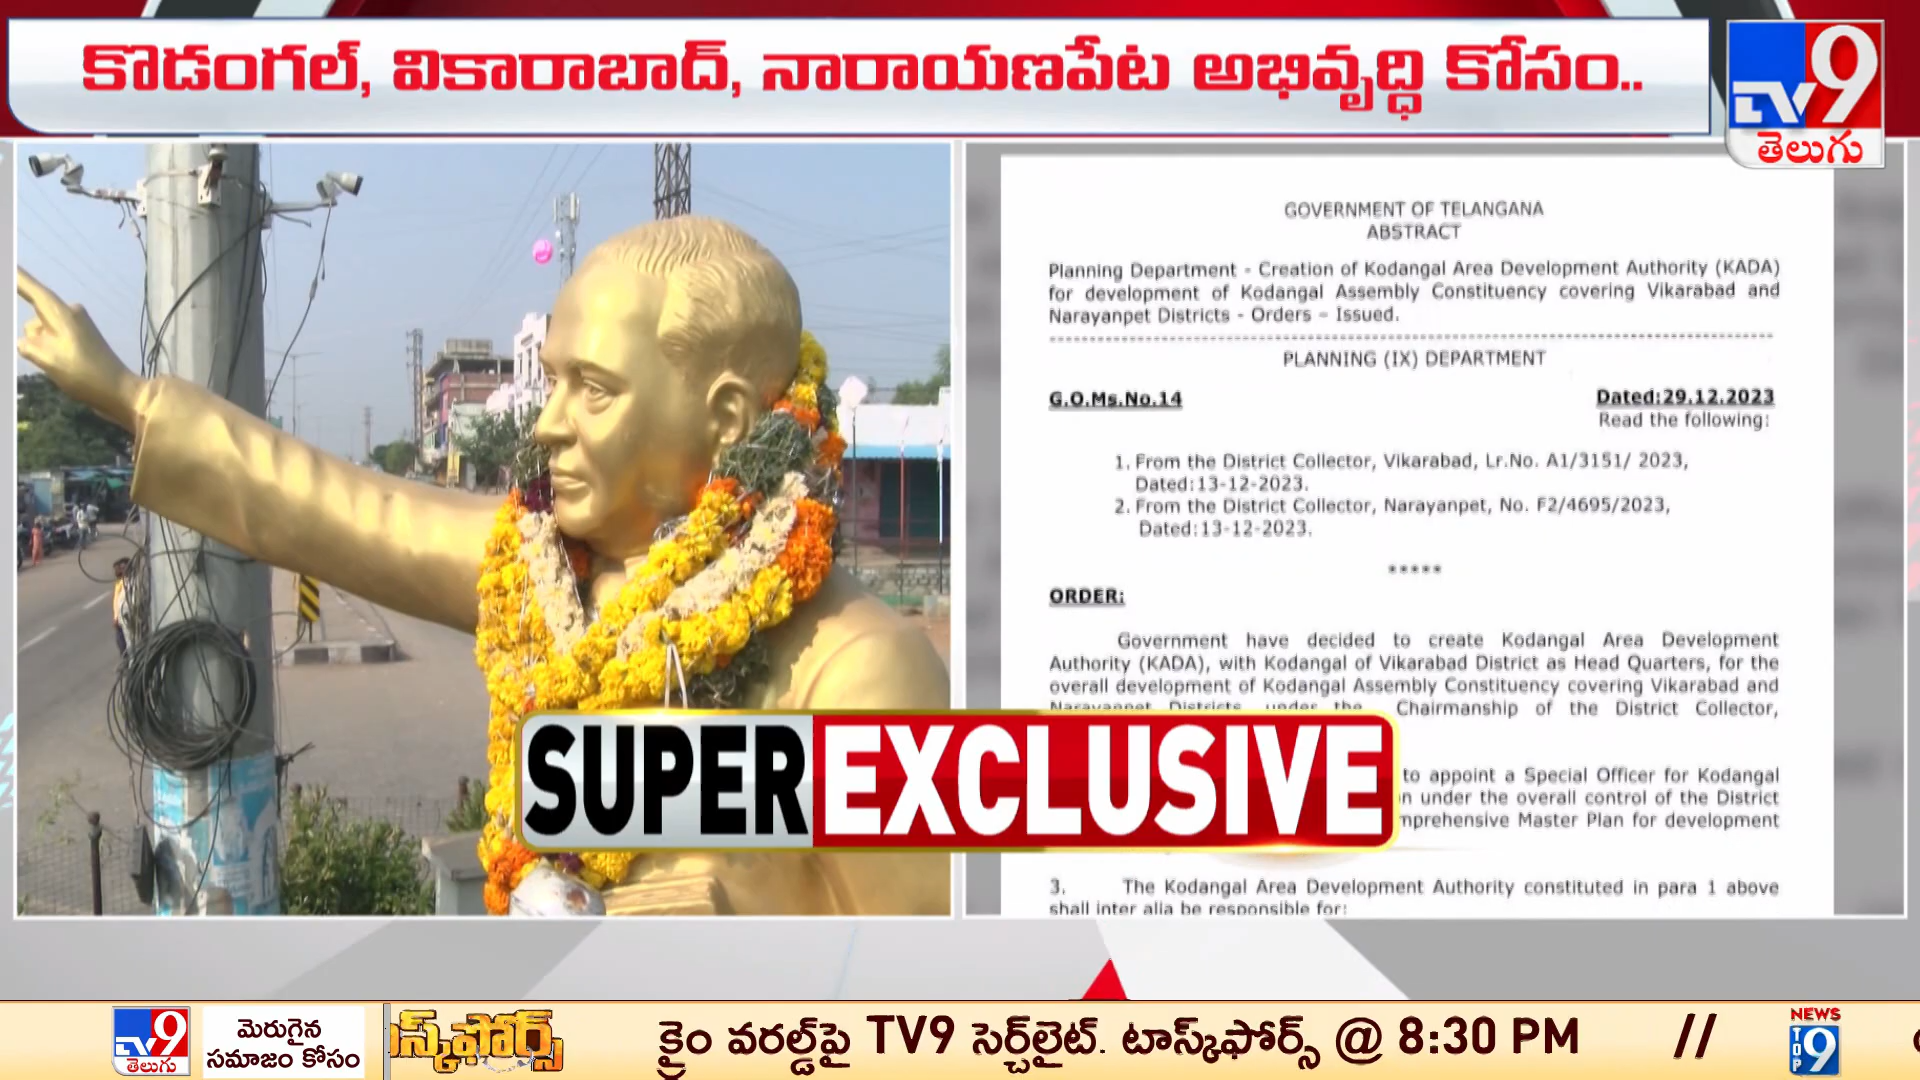 కొడంగల్, వికారాబాద్, నారాయణపేట అభివృద్ధి కోసం..
TV9
తెలుగు
GOVERNMENT OF TELANGANA
ABSTRACT
Planning Department - Creation of Kodangal Area Development Authority (KADA)
for development of Kodangal Assembly Constituency covering Vikarabad and
Narayanpet Districts - Orders – Issued.
PLANNING (IX) DEPARTMENT
G.O.Ms.No.14
Dated:29.12.2023
Read the following:
1. From the District Collector, Vikarabad, Lr.No. A1/3151/ 2023,
Dated:13-12-2023.
2. From the District Collector, Narayanpet, No. F2/4695/2023,
Dated:13-12-2023.
*****
ORDER:
Government have decided to create Kodangal Area Development
Authority (KADA), with Kodangal of Vikarabad District as Head Quarters, for the
overall development of Kodangal Assembly Constituency covering Vikarabad and
Narayanpet Districts under the Chairmanship of the District Collector,
to appoint a Special Officer for Kodangal
under the overall control of the District
Master Plan for development
3. The Kodangal Area Development Authority constituted in para 1 above
shall inter alia be responsible for:
SUPER EXCLUSIVE
TV9
తెలుగు
మెరుగైన
సమాజం కోసం
క్రైం వరల్డ్‌పై TV9 సెర్చ్‌లైట్. టాస్క్‌ఫోర్స్ @ 8:30 PM //
NEWS
TOP 9